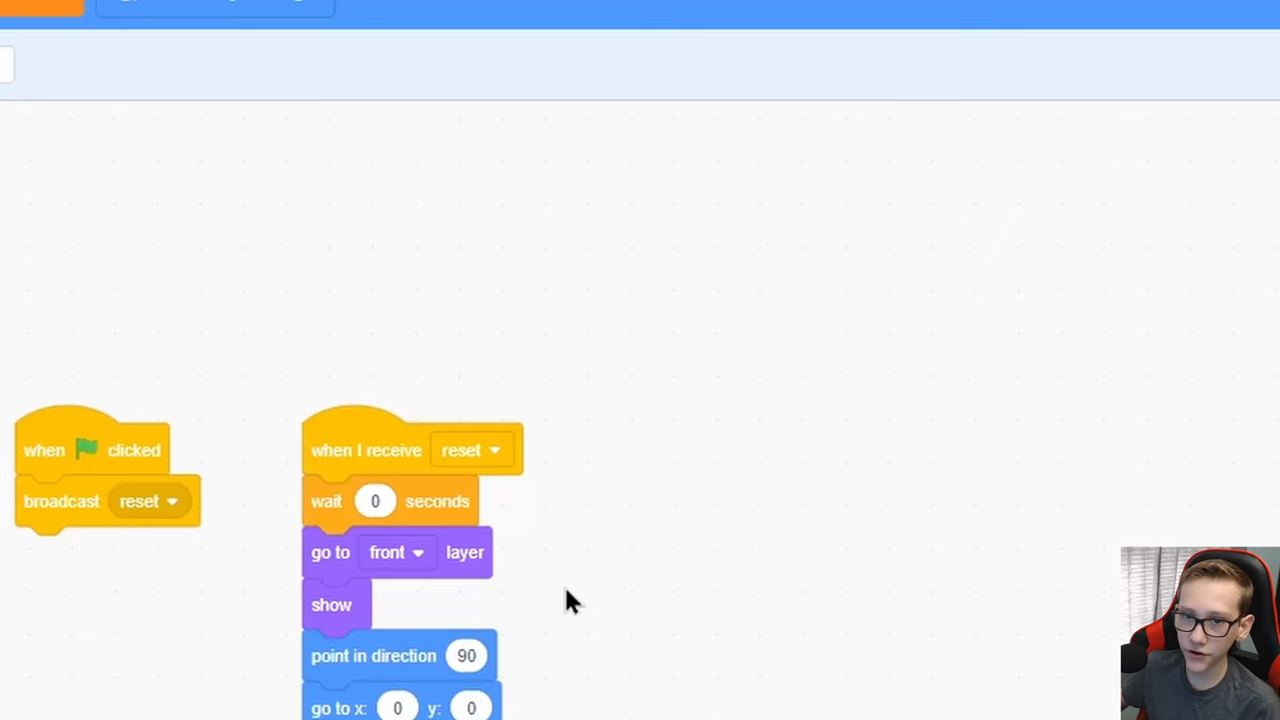 when clicked
broadcast reset
when I receive reset
wait 0 seconds
go to front layer
show
point in direction 90
go to x: 0 y: 0